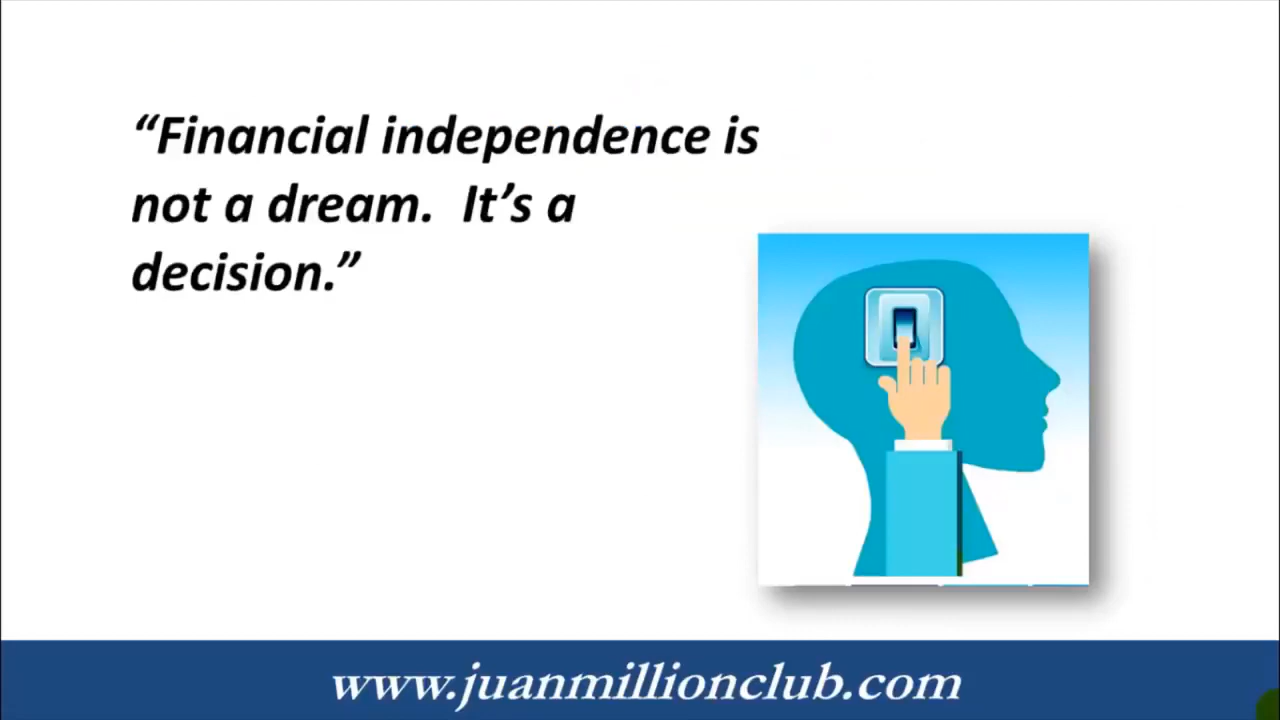 “Financial independence is
not a dream.  It’s a
decision.”
www.juanmillionclub.com